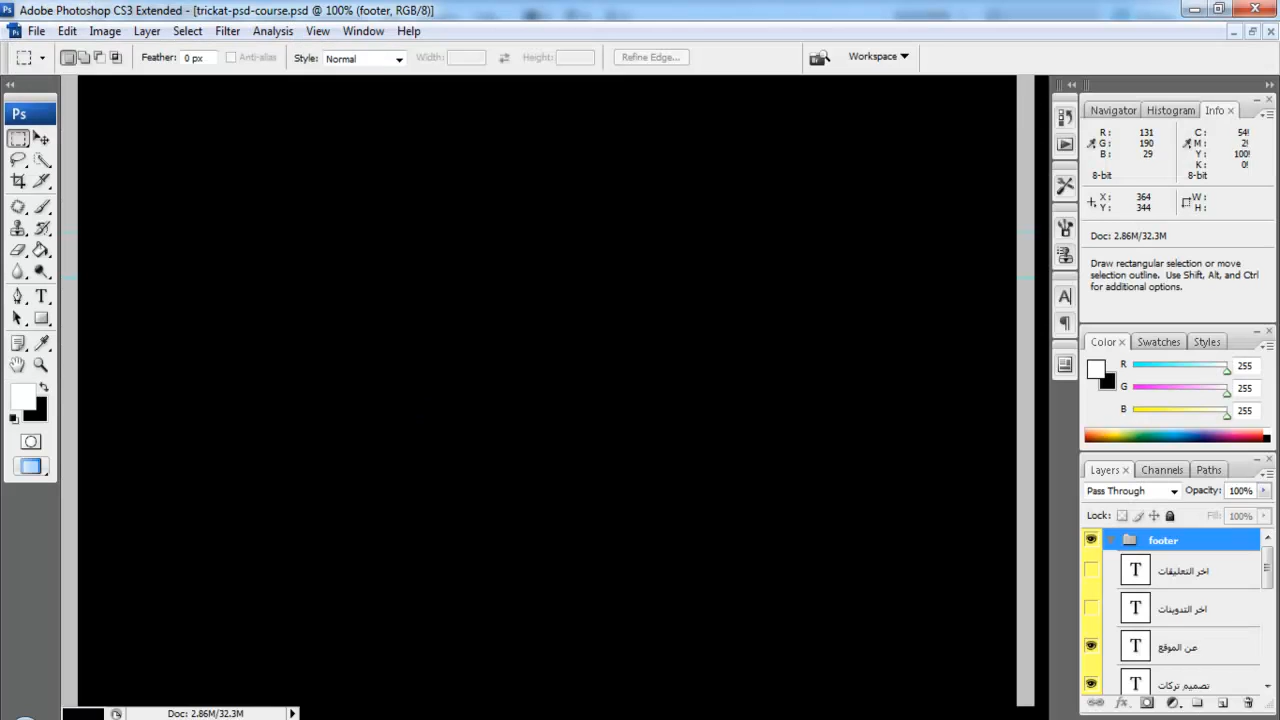 Adobe Photoshop CS3 Extended - [trickat-psd-course.psd @ 100% (footer, RGB/8)]
File Edit Image Layer Select Filter Analysis View Window Help
Feather: 0 px Anti-alias Style: Normal Width: Height: Refine Edge... Workspace
Ps
Navigator Histogram Info
R: 131 C: 54!
G: 190 M: 2!
B: 29 Y: 100!
K: 0!
8-bit 8-bit
X: 364 W:
Y: 344 H:
Doc: 2.86M/32.3M
Draw rectangular selection or move
selection outline. Use Shift, Alt, and Ctrl
for additional options.
Color Swatches Styles
R 255
G 255
B 255
Layers Channels Paths
Pass Through Opacity: 100%
Lock: Fill: 100%
footer
T اخر التعليقات
T اخر التدوينات
T عن الموقع
T تصميم تركات
Doc: 2.86M/32.3M